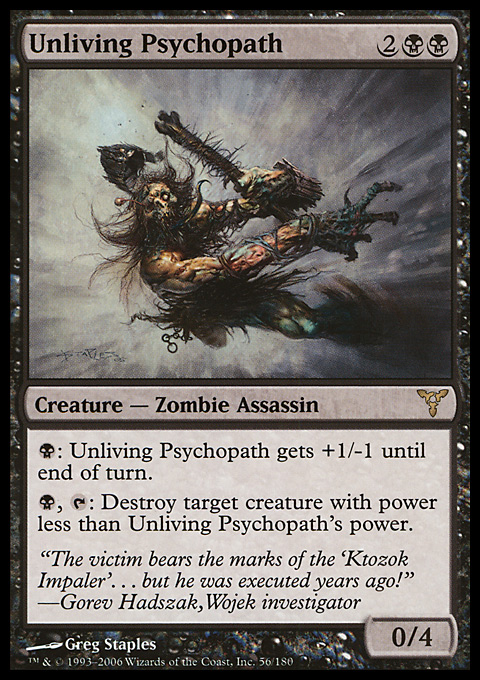 Unliving Psychopath 2
Creature — Zombie Assassin
: Unliving Psychopath gets +1/-1 until
end of turn.
, : Destroy target creature with power
less than Unliving Psychopath's power.
“The victim bears the marks of the ‘Ktozok
Impaler’. . . but he was executed years ago!”
—Gorev Hadszak, Wojek investigator
0/4
Greg Staples
™ & © 1993–2006 Wizards of the Coast, Inc. 56/180